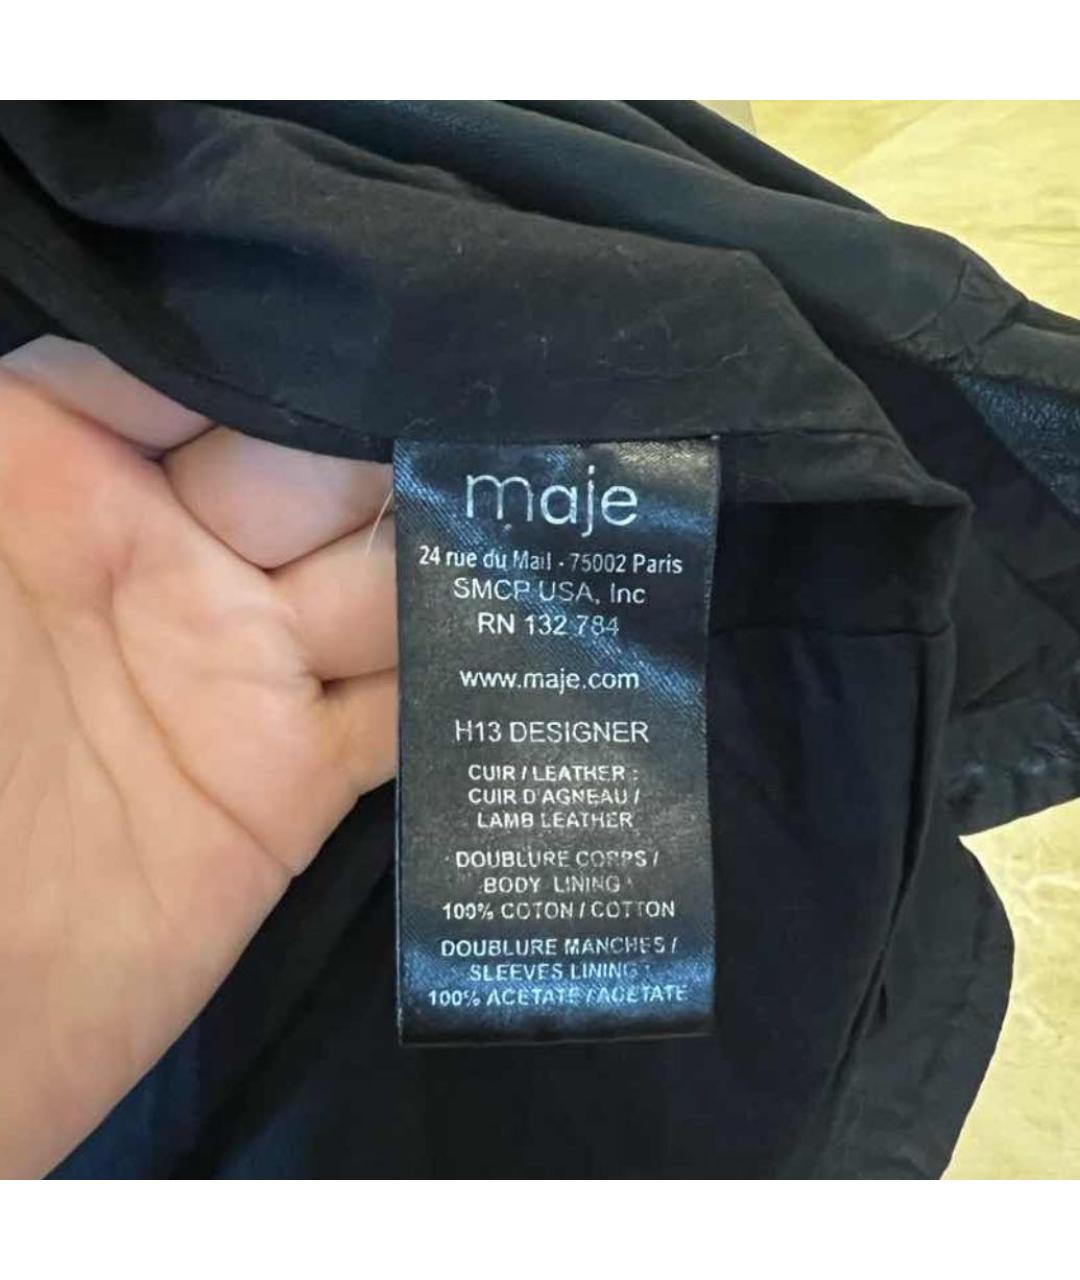 maje
24 rue du Mail - 75002 Paris
SMCP USA, Inc
RN 132 784
www.maje.com
H13 DESIGNER
CUIR / LEATHER :
CUIR D'AGNEAU /
LAMB LEATHER
DOUBLURE CORPS /
BODY LINING :
100% COTON / COTTON
DOUBLURE MANCHES /
SLEEVES LINING :
100% ACETATE / ACETATE